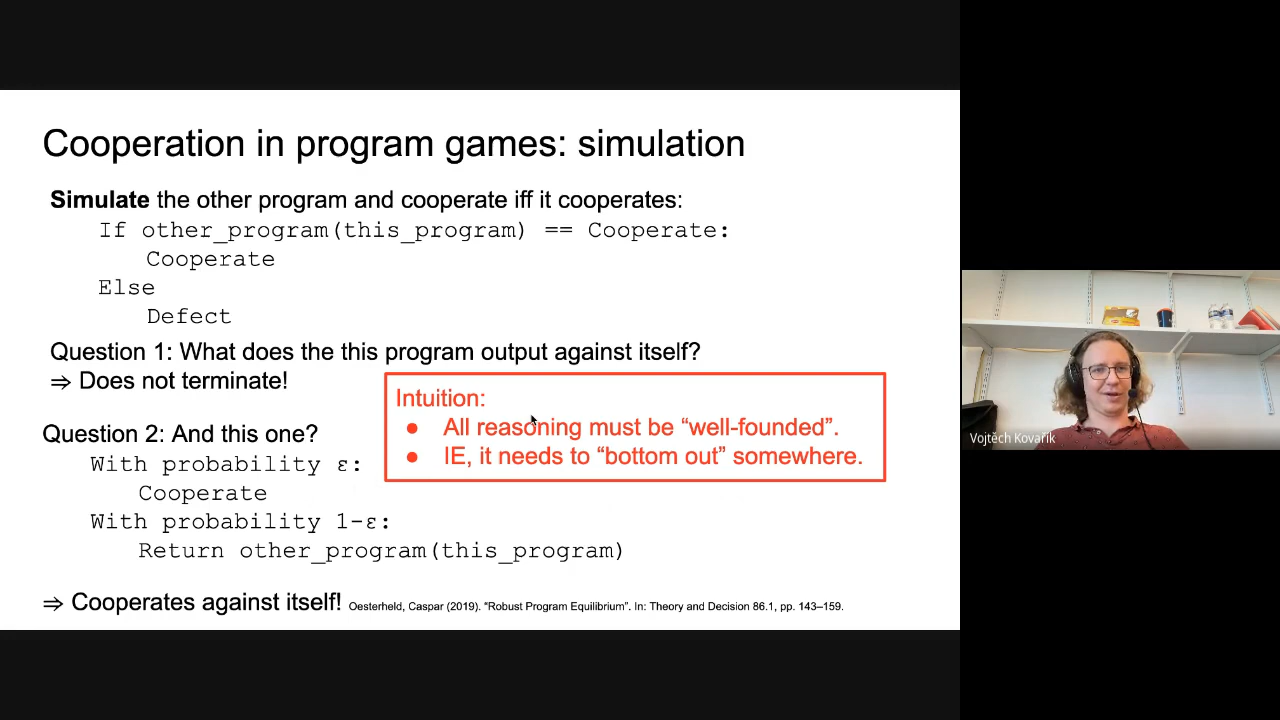 Cooperation in program games: simulation
Simulate the other program and cooperate iff it cooperates:
If other_program(this_program) == Cooperate:
Cooperate
Else
Defect
Question 1: What does the this program output against itself?
⇒ Does not terminate!
Intuition:
● All reasoning must be “well-founded”.
● IE, it needs to “bottom out” somewhere.
Question 2: And this one?
With probability ε:
Cooperate
With probability 1-ε:
Return other_program(this_program)
⇒ Cooperates against itself! Oesterheld, Caspar (2019). “Robust Program Equilibrium”. In: Theory and Decision 86.1, pp. 143–159.
Vojtěch Kovařík